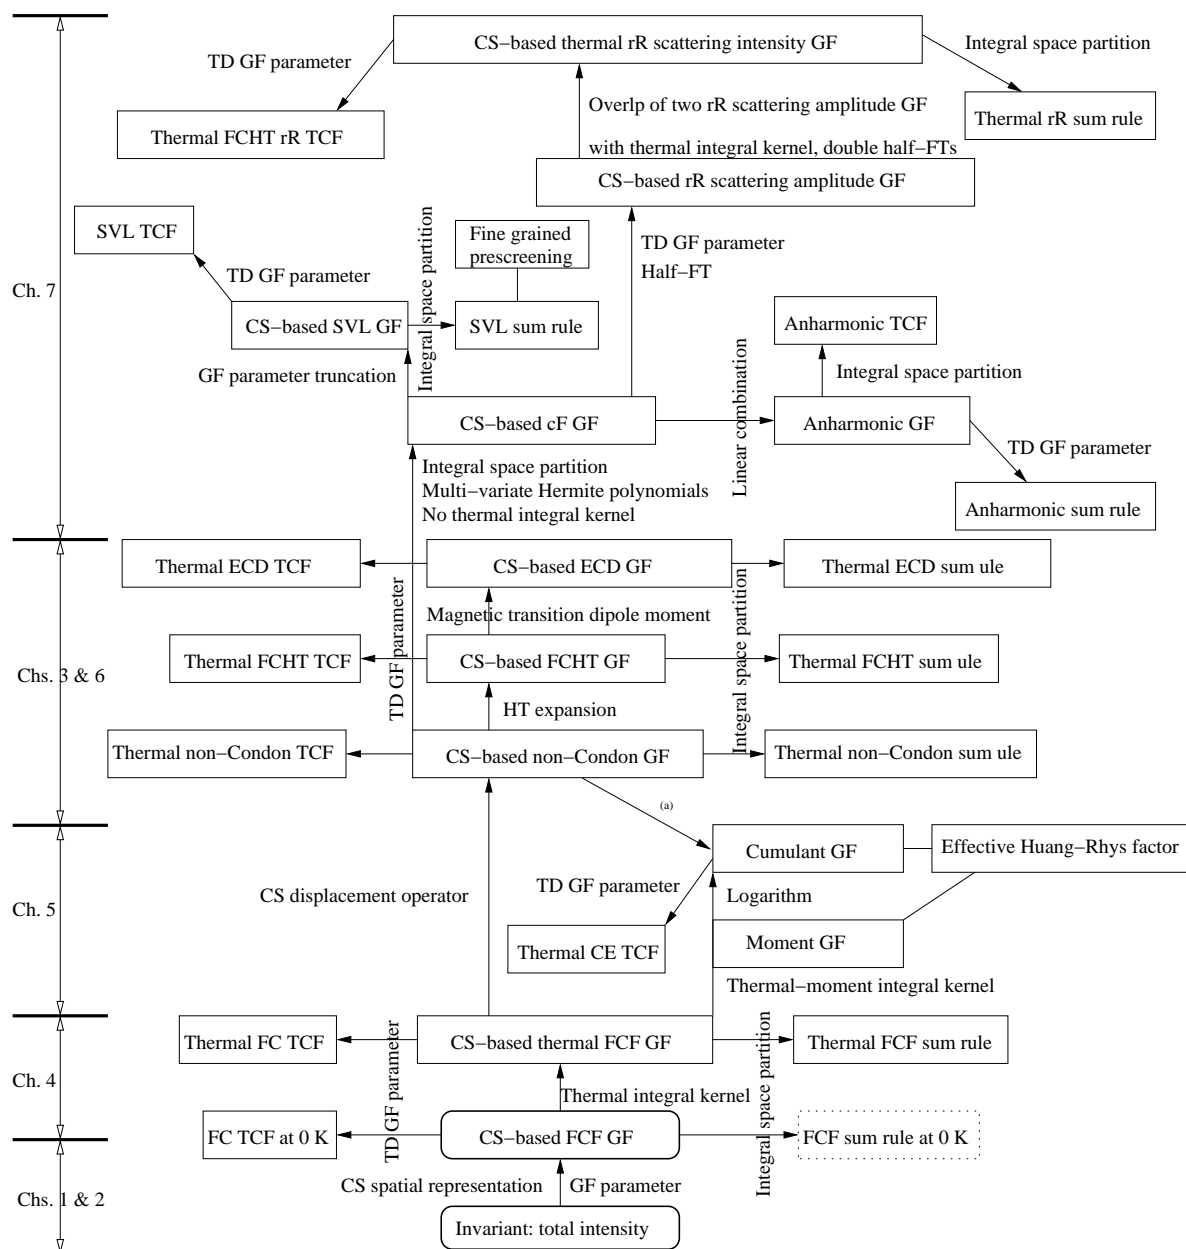 CS−based thermal rR scattering intensity GF
TD GF parameter
Integral space partition
Overlp of two rR scattering amplitude GF
Thermal rR sum rule
Thermal FCHT rR TCF
with thermal integral kernel, double half−FTs
CS−based rR scattering amplitude GF
SVL TCF
Integral space partition
Fine grained
prescreening
TD GF parameter
Half−FT
TD GF parameter
Ch. 7
CS−based SVL GF
SVL sum rule
Anharmonic TCF
GF parameter truncation
Integral space partition
Linear combination
CS−based cF GF
Anharmonic GF
TD GF parameter
Integral space partition
Multi−variate Hermite polynomials
No thermal integral kernel
Anharmonic sum rule
Thermal ECD TCF
CS−based ECD GF
Thermal ECD sum ule
TD GF parameter
Magnetic transition dipole moment
Integral space partition
Chs. 3 & 6
Thermal FCHT TCF
CS−based FCHT GF
Thermal FCHT sum ule
HT expansion
Thermal non−Condon TCF
CS−based non−Condon GF
Thermal non−Condon sum ule
(a)
Cumulant GF
Effective Huang−Rhys factor
CS displacement operator
TD GF parameter
Logarithm
Ch. 5
Thermal CE TCF
Moment GF
Thermal−moment integral kernel
Thermal FC TCF
CS−based thermal FCF GF
Thermal FCF sum rule
Ch. 4
TD GF parameter
Thermal integral kernel
Integral space partition
FC TCF at 0 K
CS−based FCF GF
FCF sum rule at 0 K
Chs. 1 & 2
CS spatial representation
GF parameter
Invariant: total intensity